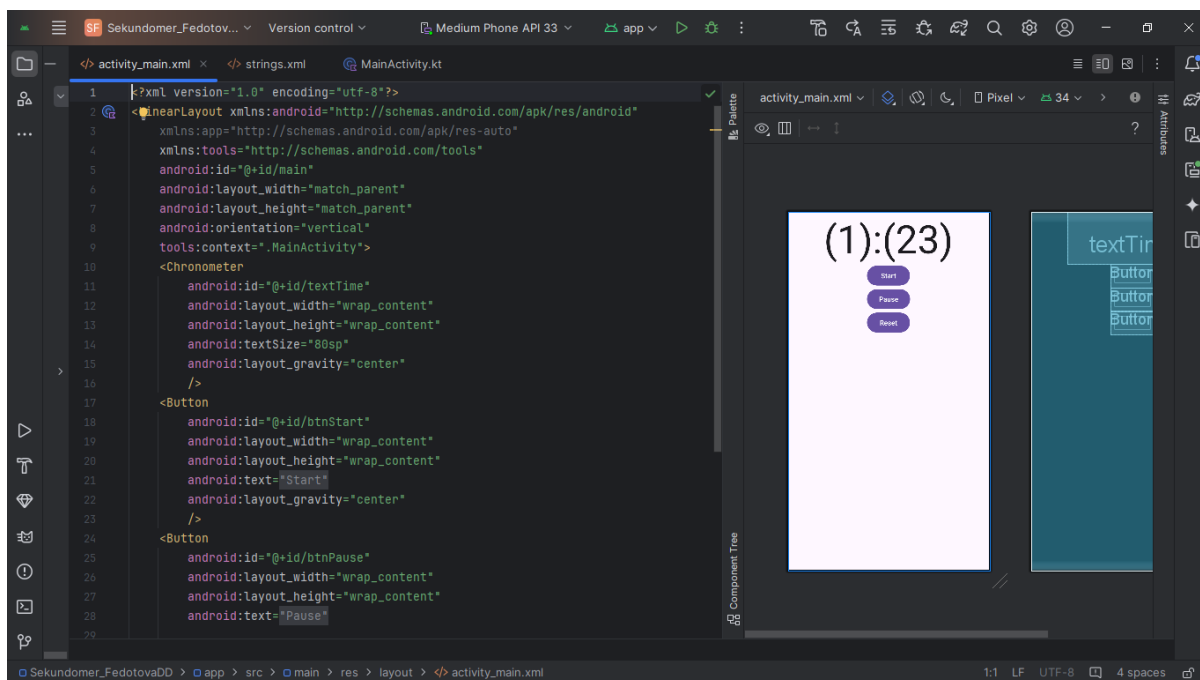 SF Sekundomer_Fedotov... Version control Medium Phone API 33 app
activity_main.xml strings.xml MainActivity.kt
1 <?xml version="1.0" encoding="utf-8"?>
2 <LinearLayout xmlns:android="http://schemas.android.com/apk/res/android"
3 xmlns:app="http://schemas.android.com/apk/res-auto"
4 xmlns:tools="http://schemas.android.com/tools"
5 android:id="@+id/main"
6 android:layout_width="match_parent"
7 android:layout_height="match_parent"
8 android:orientation="vertical"
9 tools:context=".MainActivity">
10 <Chronometer
11 android:id="@+id/textTime"
12 android:layout_width="wrap_content"
13 android:layout_height="wrap_content"
14 android:textSize="80sp"
15 android:layout_gravity="center"
16 />
17 <Button
18 android:id="@+id/btnStart"
19 android:layout_width="wrap_content"
20 android:layout_height="wrap_content"
21 android:text="Start"
22 android:layout_gravity="center"
23 />
24 <Button
25 android:id="@+id/btnPause"
26 android:layout_width="wrap_content"
27 android:layout_height="wrap_content"
28 android:text="Pause"
29
Palette
Component Tree
activity_main.xml Pixel 34
?
Attributes
(1):(23)
Start
Pause
Reset
textTir
Button
Button
Button
Sekundomer_FedotovaDD > app > src > main > res > layout > activity_main.xml 1:1 LF UTF-8 4 spaces